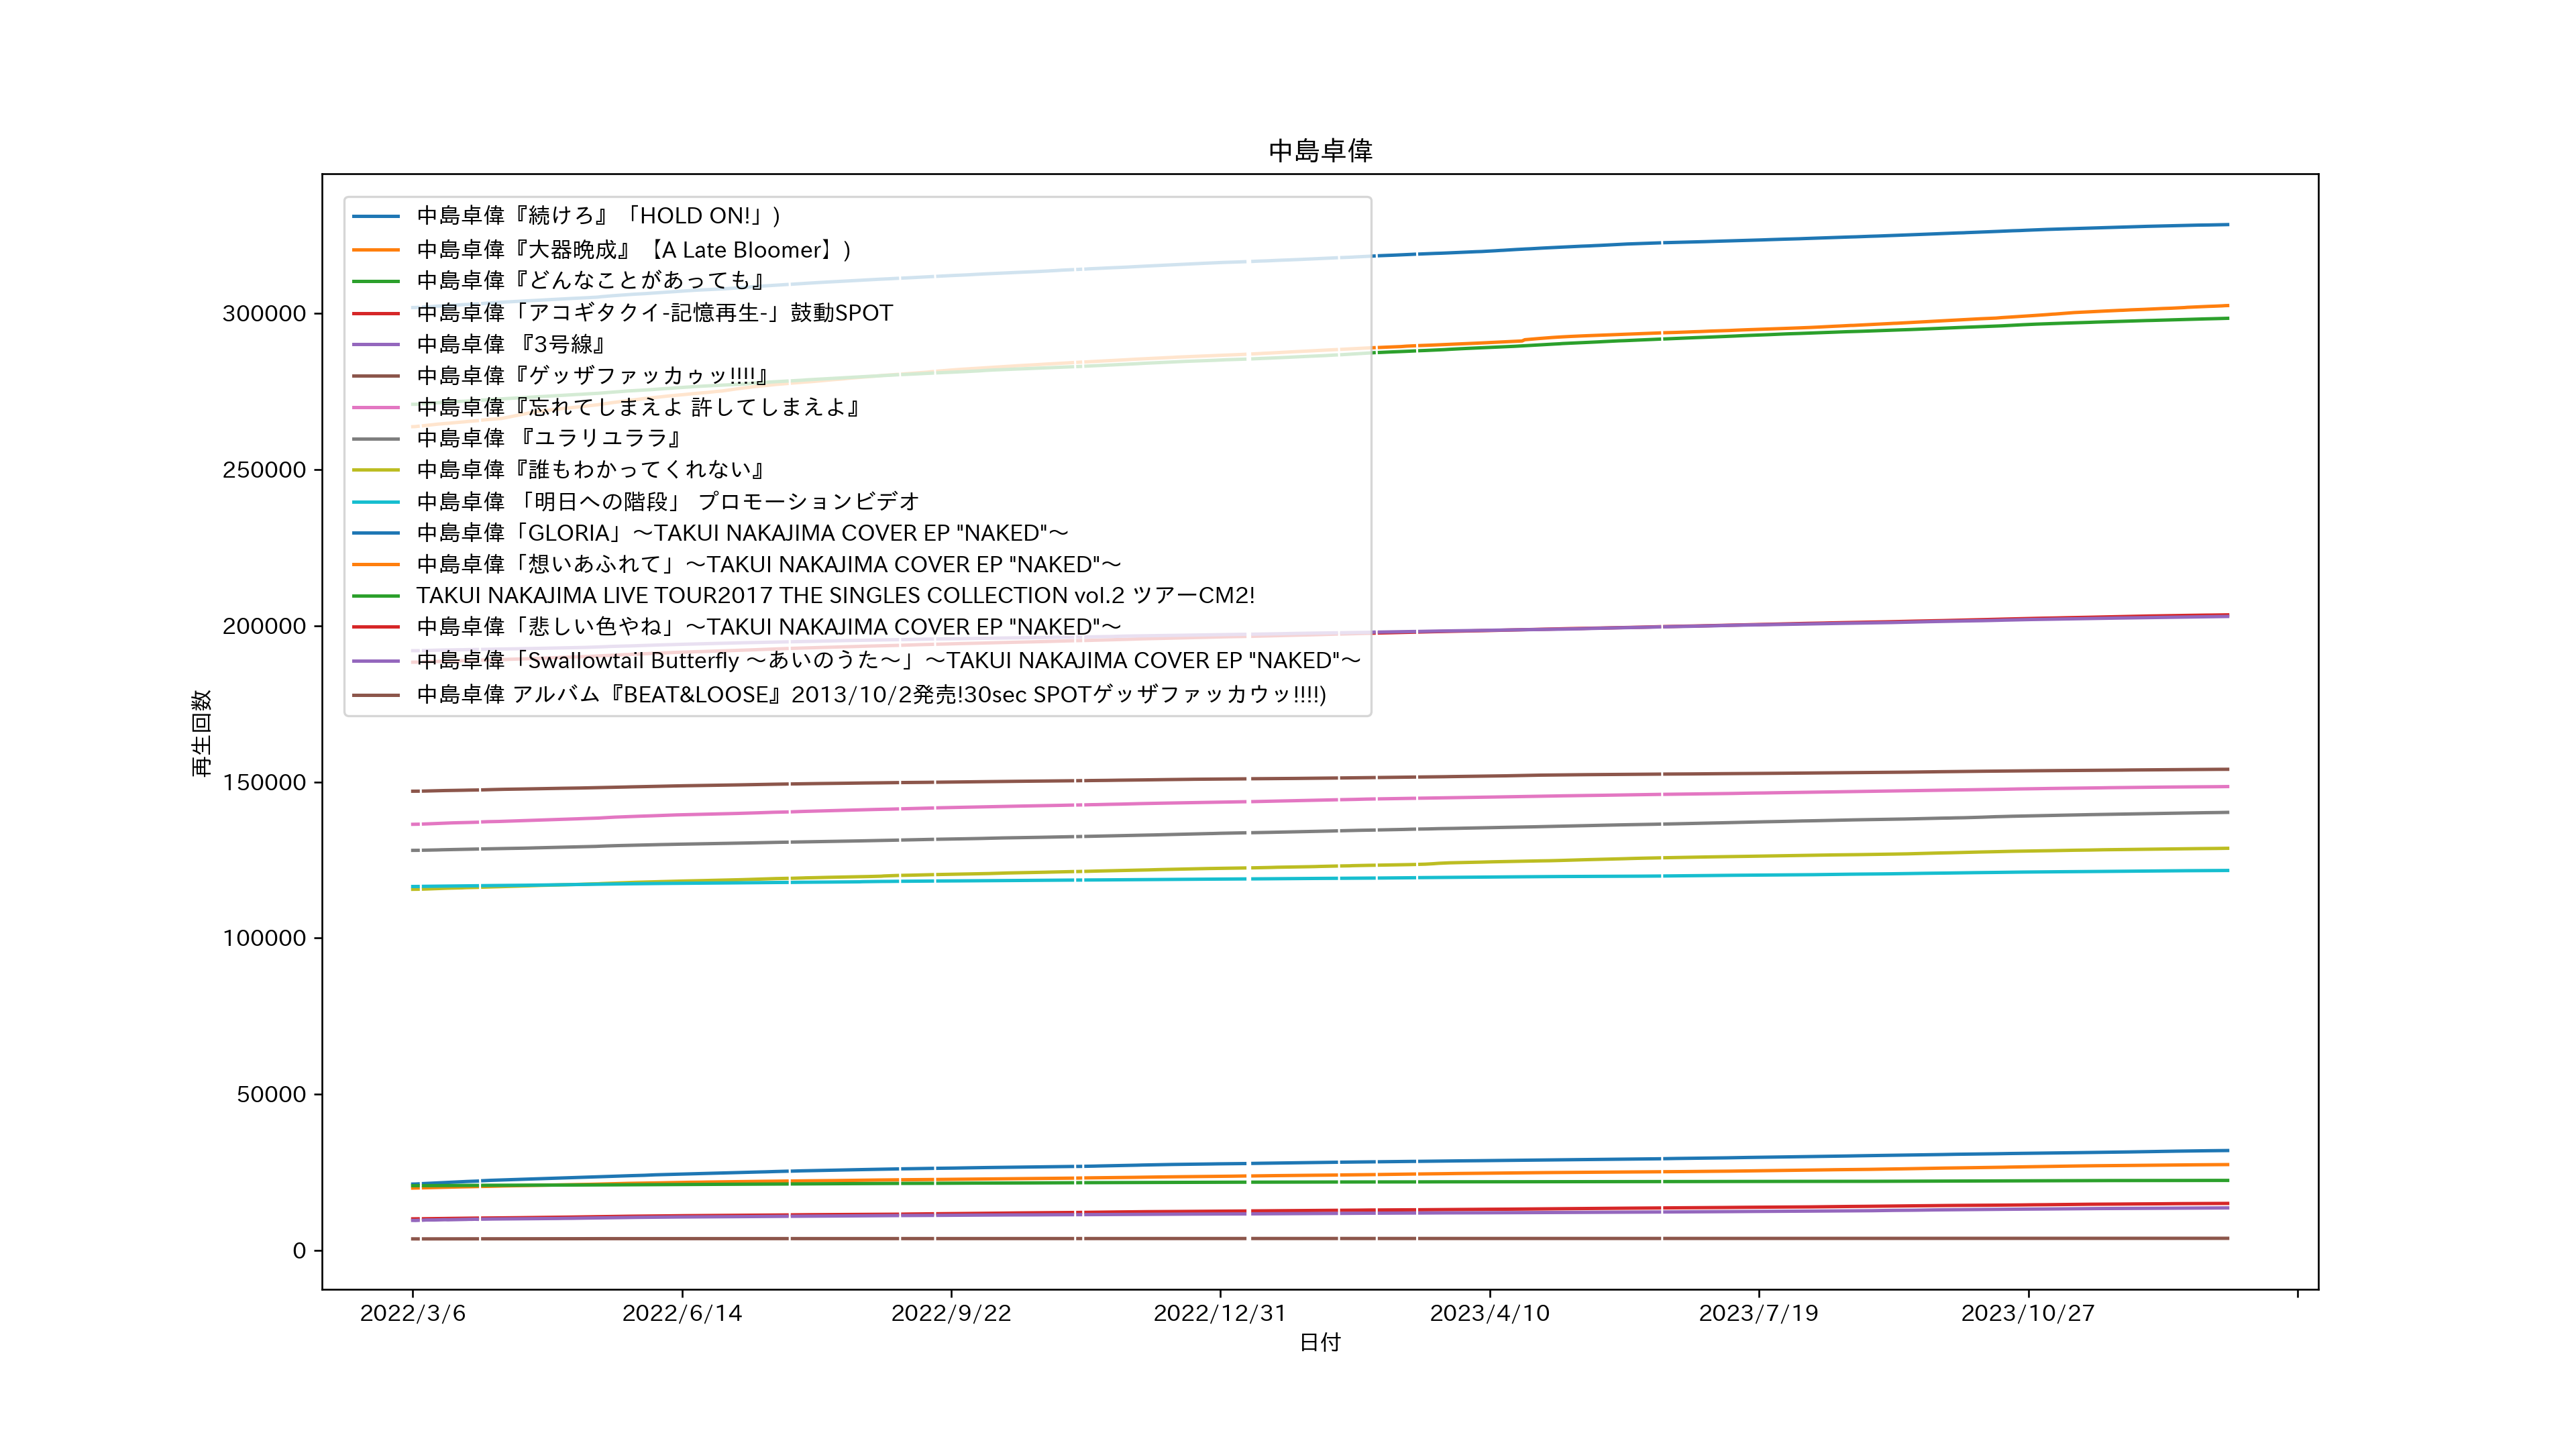 中島卓偉
中島卓偉『続けろ』「HOLD ON!」)
中島卓偉『大器晩成』【A Late Bloomer】)
中島卓偉『どんなことがあっても』
中島卓偉「アコギタクイ-記憶再生-」鼓動SPOT
中島卓偉 『3号線』
中島卓偉『ゲッザファッカゥッ!!!!』
中島卓偉『忘れてしまえよ 許してしまえよ』
中島卓偉 『ユラリユララ』
中島卓偉『誰もわかってくれない』
中島卓偉 「明日への階段」 プロモーションビデオ
中島卓偉「GLORIA」〜TAKUI NAKAJIMA COVER EP "NAKED"〜
中島卓偉「想いあふれて」〜TAKUI NAKAJIMA COVER EP "NAKED"〜
TAKUI NAKAJIMA LIVE TOUR2017 THE SINGLES COLLECTION vol.2 ツアーCM2!
中島卓偉「悲しい色やね」〜TAKUI NAKAJIMA COVER EP "NAKED"〜
中島卓偉「Swallowtail Butterfly 〜あいのうた〜」〜TAKUI NAKAJIMA COVER EP "NAKED"〜
中島卓偉 アルバム『BEAT&LOOSE』2013/10/2発売!30sec SPOTゲッザファッカウッ!!!!)
再生回数
300000
250000
200000
150000
100000
50000
0
2022/3/6
2022/6/14
2022/9/22
2022/12/31
2023/4/10
2023/7/19
2023/10/27
日付